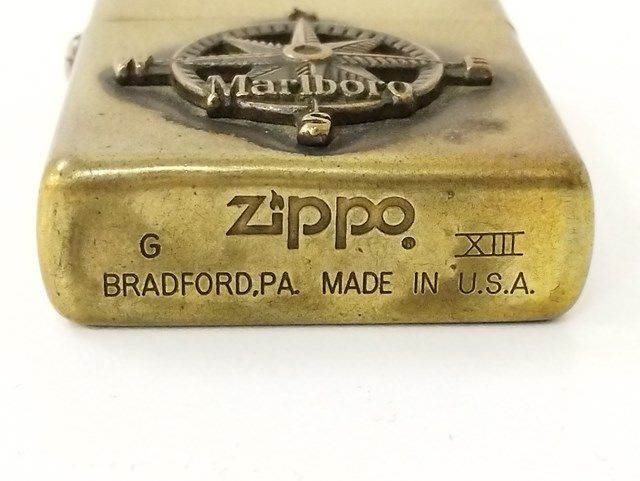 Marlboro
S
zippo ®
G XIII
BRADFORD,PA. MADE IN U.S.A.